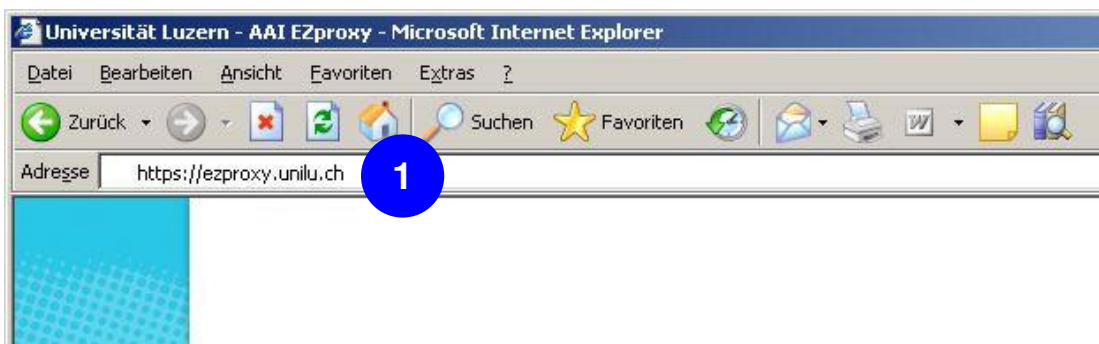 Universität Luzern - AAI EZproxy - Microsoft Internet Explorer
Datei Bearbeiten Ansicht Favoriten Extras ?
Zurück Suchen Favoriten W
Adresse https://ezproxy.unilu.ch 1